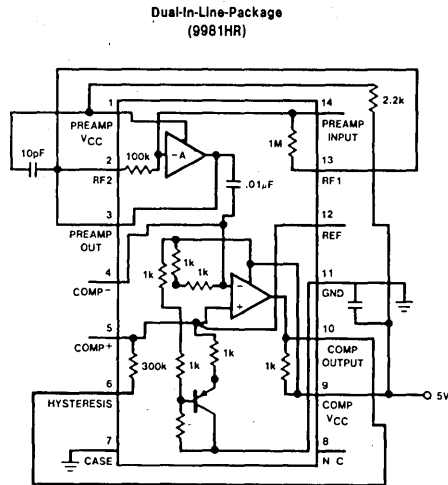 Dual-In-Line-Package
(9981HR)
2.2k
1
14
PREAMP
VCC
PREAMP
INPUT
-A
1M
10pF
2
100k
13
RF2
RF1
.01μF
3
12
PREAMP
OUT
REF
1k
4
1k
1k
11
COMP-
GND
-
+
5
10
COMP+
COMP
OUTPUT
1k
300k
1k
1k
6
9
5V
HYSTERESIS
COMP
VCC
7
8
CASE
N C